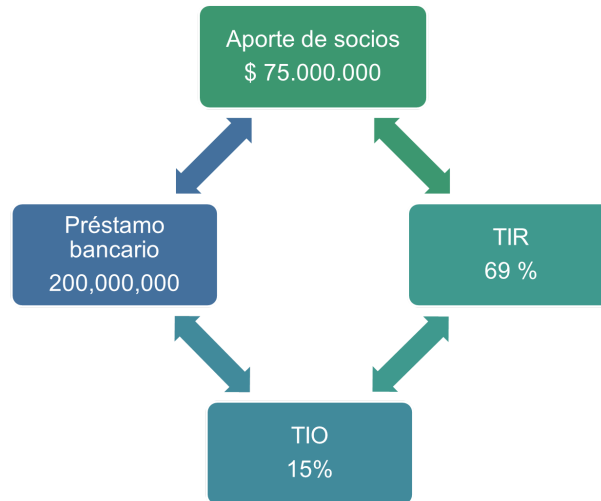 Aporte de socios
$ 75.000.000
Préstamo
bancario
200,000,000
TIR
69 %
TIO
15%